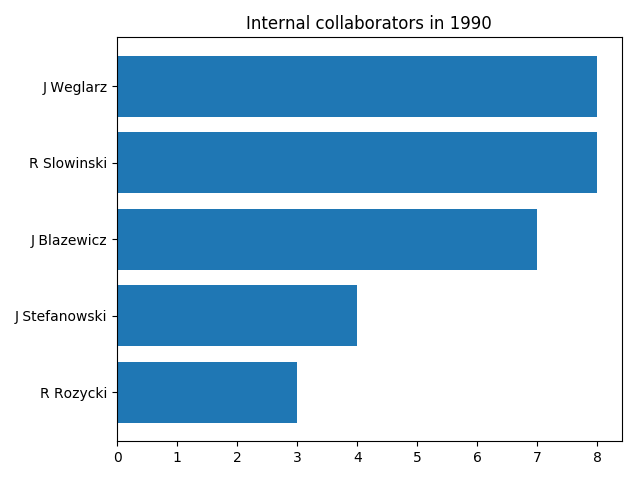 Internal collaborators in 1990
J Weglarz
R Slowinski
J Blazewicz
J Stefanowski
R Rozycki
0 1 2 3 4 5 6 7 8